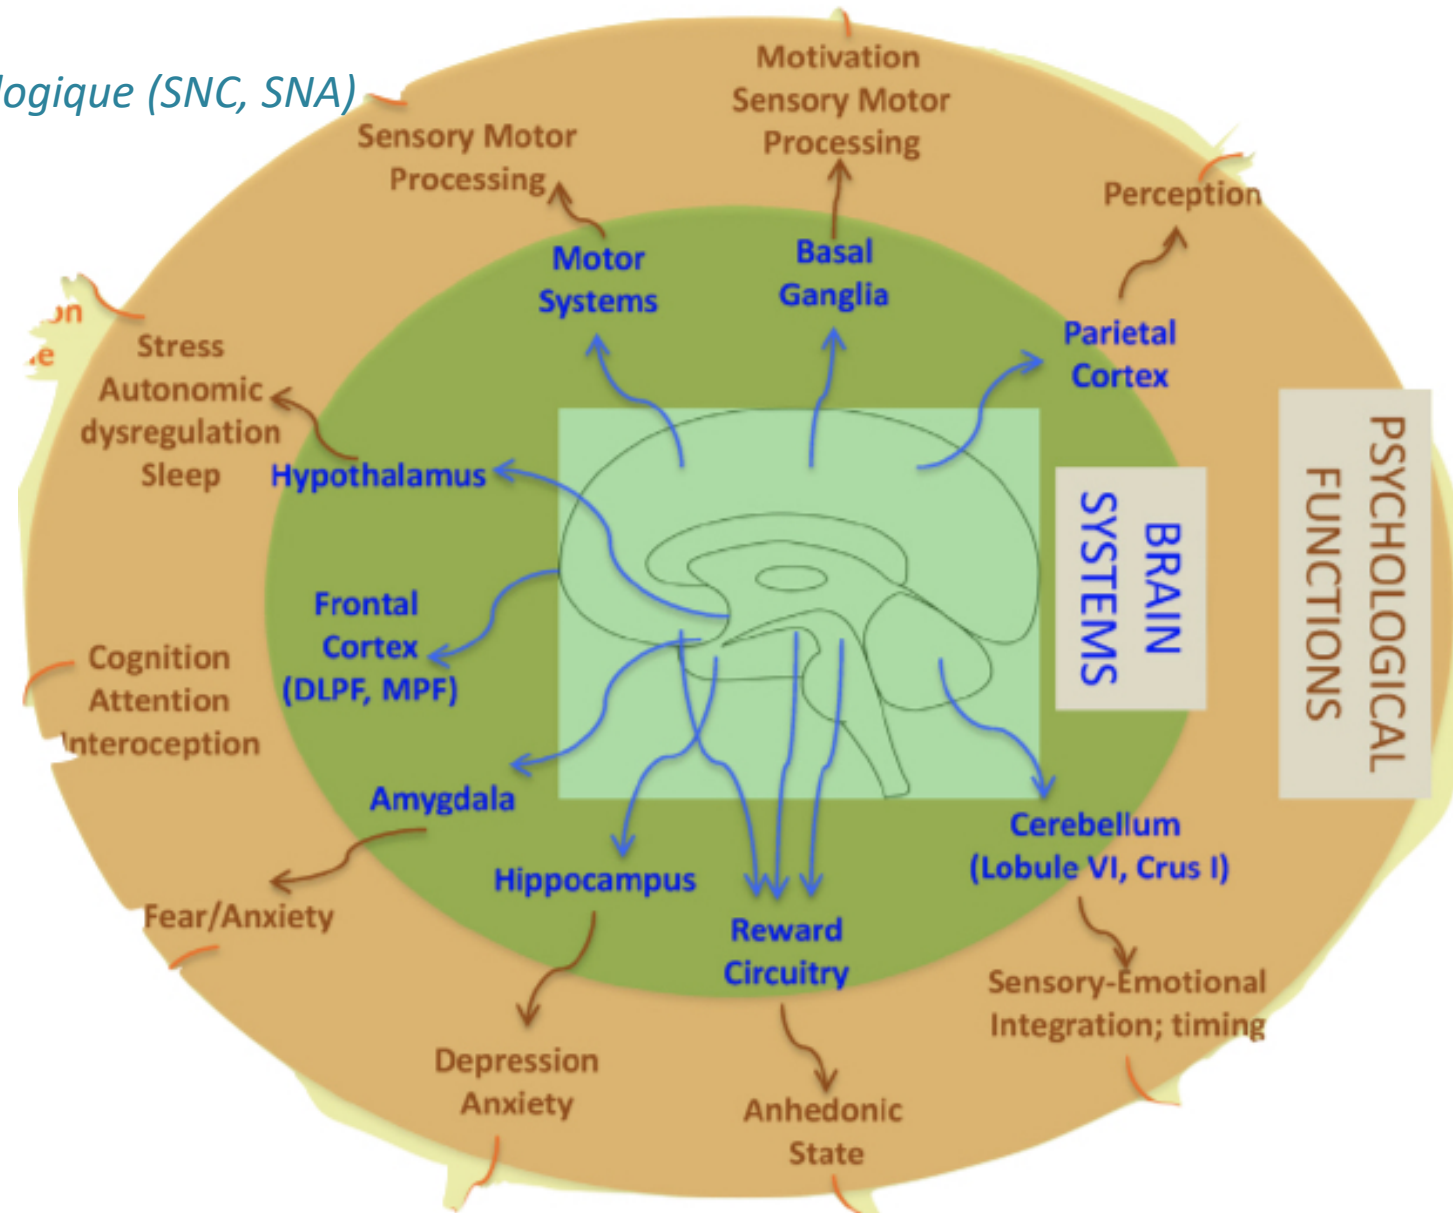 logique (SNC, SNA)
Motivation
Sensory Motor
Processing
Sensory Motor
Processing
Perception
Motor
Systems
Basal
Ganglia
Parietal
Cortex
Stress
Autonomic
dysregulation
Sleep
Hypothalamus
Frontal
Cortex
(DLPF, MPF)
Cognition
Attention
Interoception
BRAIN
SYSTEMS
PSYCHOLOGICAL
FUNCTIONS
Amygdala
Fear/Anxiety
Hippocampus
Depression
Anxiety
Reward
Circuitry
Anhedonic
State
Cerebellum
(Lobule VI, Crus I)
Sensory-Emotional
Integration; timing